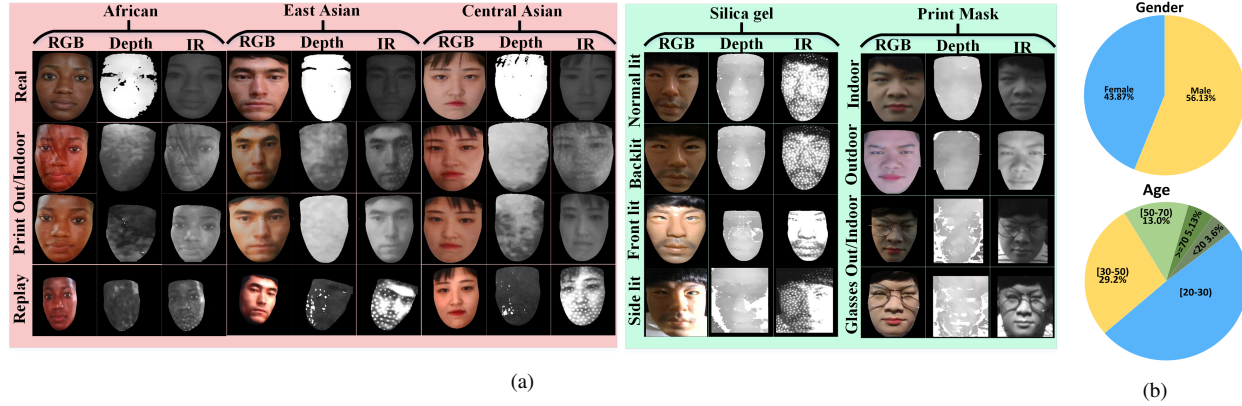 African
East Asian
Central Asian
RGB Depth IR
RGB Depth IR
RGB Depth IR
Real
Print Out/Indoor
Replay
Silica gel
Print Mask
RGB Depth IR
RGB Depth IR
Normal lit
Backlit
Front lit
Side lit
Indoor
Outdoor
Glasses Out/Indoor
(a)
Gender
Female
43.87%
Male
56.13%
Age
[50-70)
13.0%
>=70 5.13%
<20 3.6%
[30-50)
29.2%
[20-30)
(b)